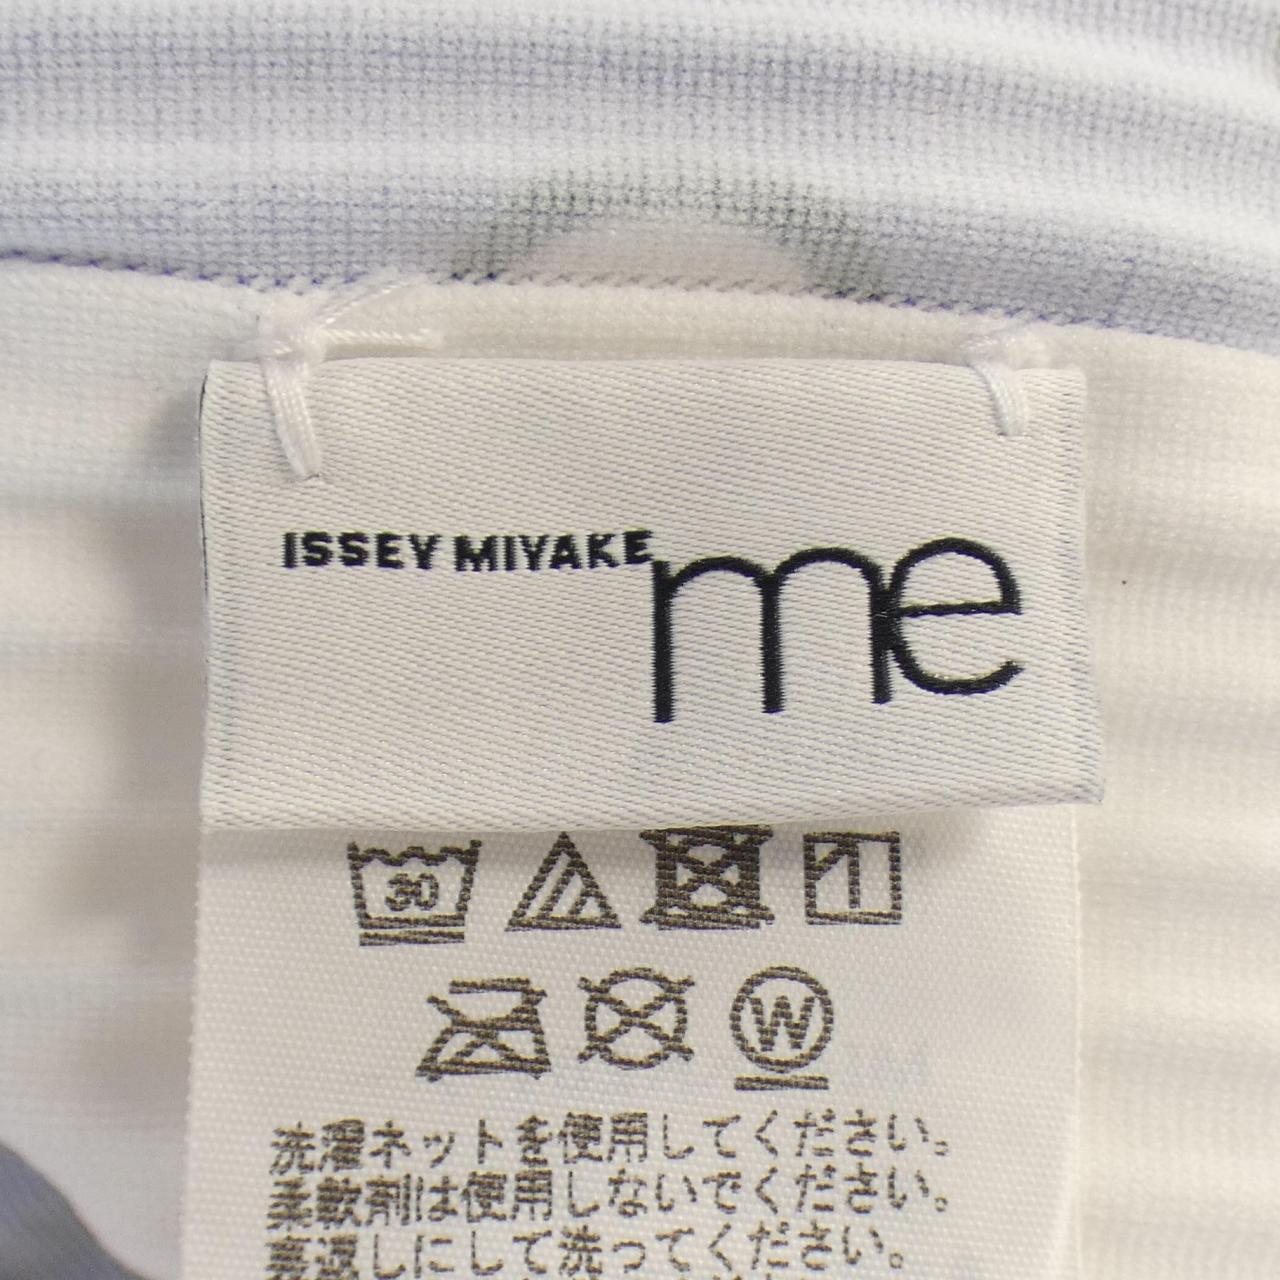 ISSEY MIYAKE me
30
W
洗濯ネットを使用してください。
柔軟剤は使用しないでください。
裏返しにして洗ってください。